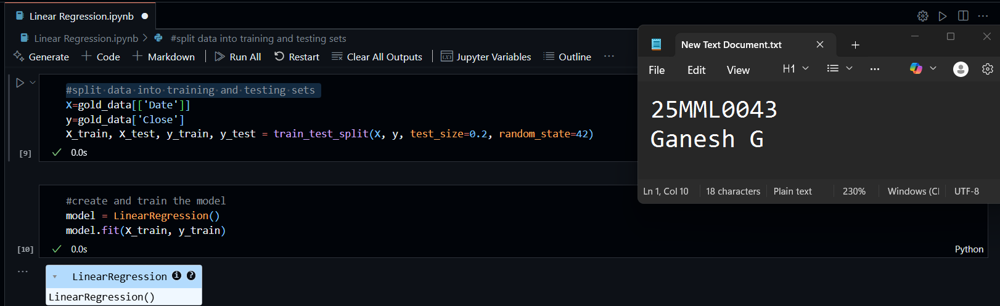 Linear Regression.ipynb
Linear Regression.ipynb > #split data into training and testing sets
Generate + Code + Markdown Run All Restart Clear All Outputs Jupyter Variables Outline ...
#split data into training and testing sets
X=gold_data[['Date']]
y=gold_data['Close']
X_train, X_test, y_train, y_test = train_test_split(X, y, test_size=0.2, random_state=42)
[9] ✓ 0.0s
#create and train the model
model = LinearRegression()
model.fit(X_train, y_train)
[10] ✓ 0.0s
Python
...
LinearRegression i ?
LinearRegression()
New Text Document.txt
File Edit View H1 ...
25MML0043
Ganesh G
Ln 1, Col 10 18 characters Plain text 230% Windows (Cl UTF-8